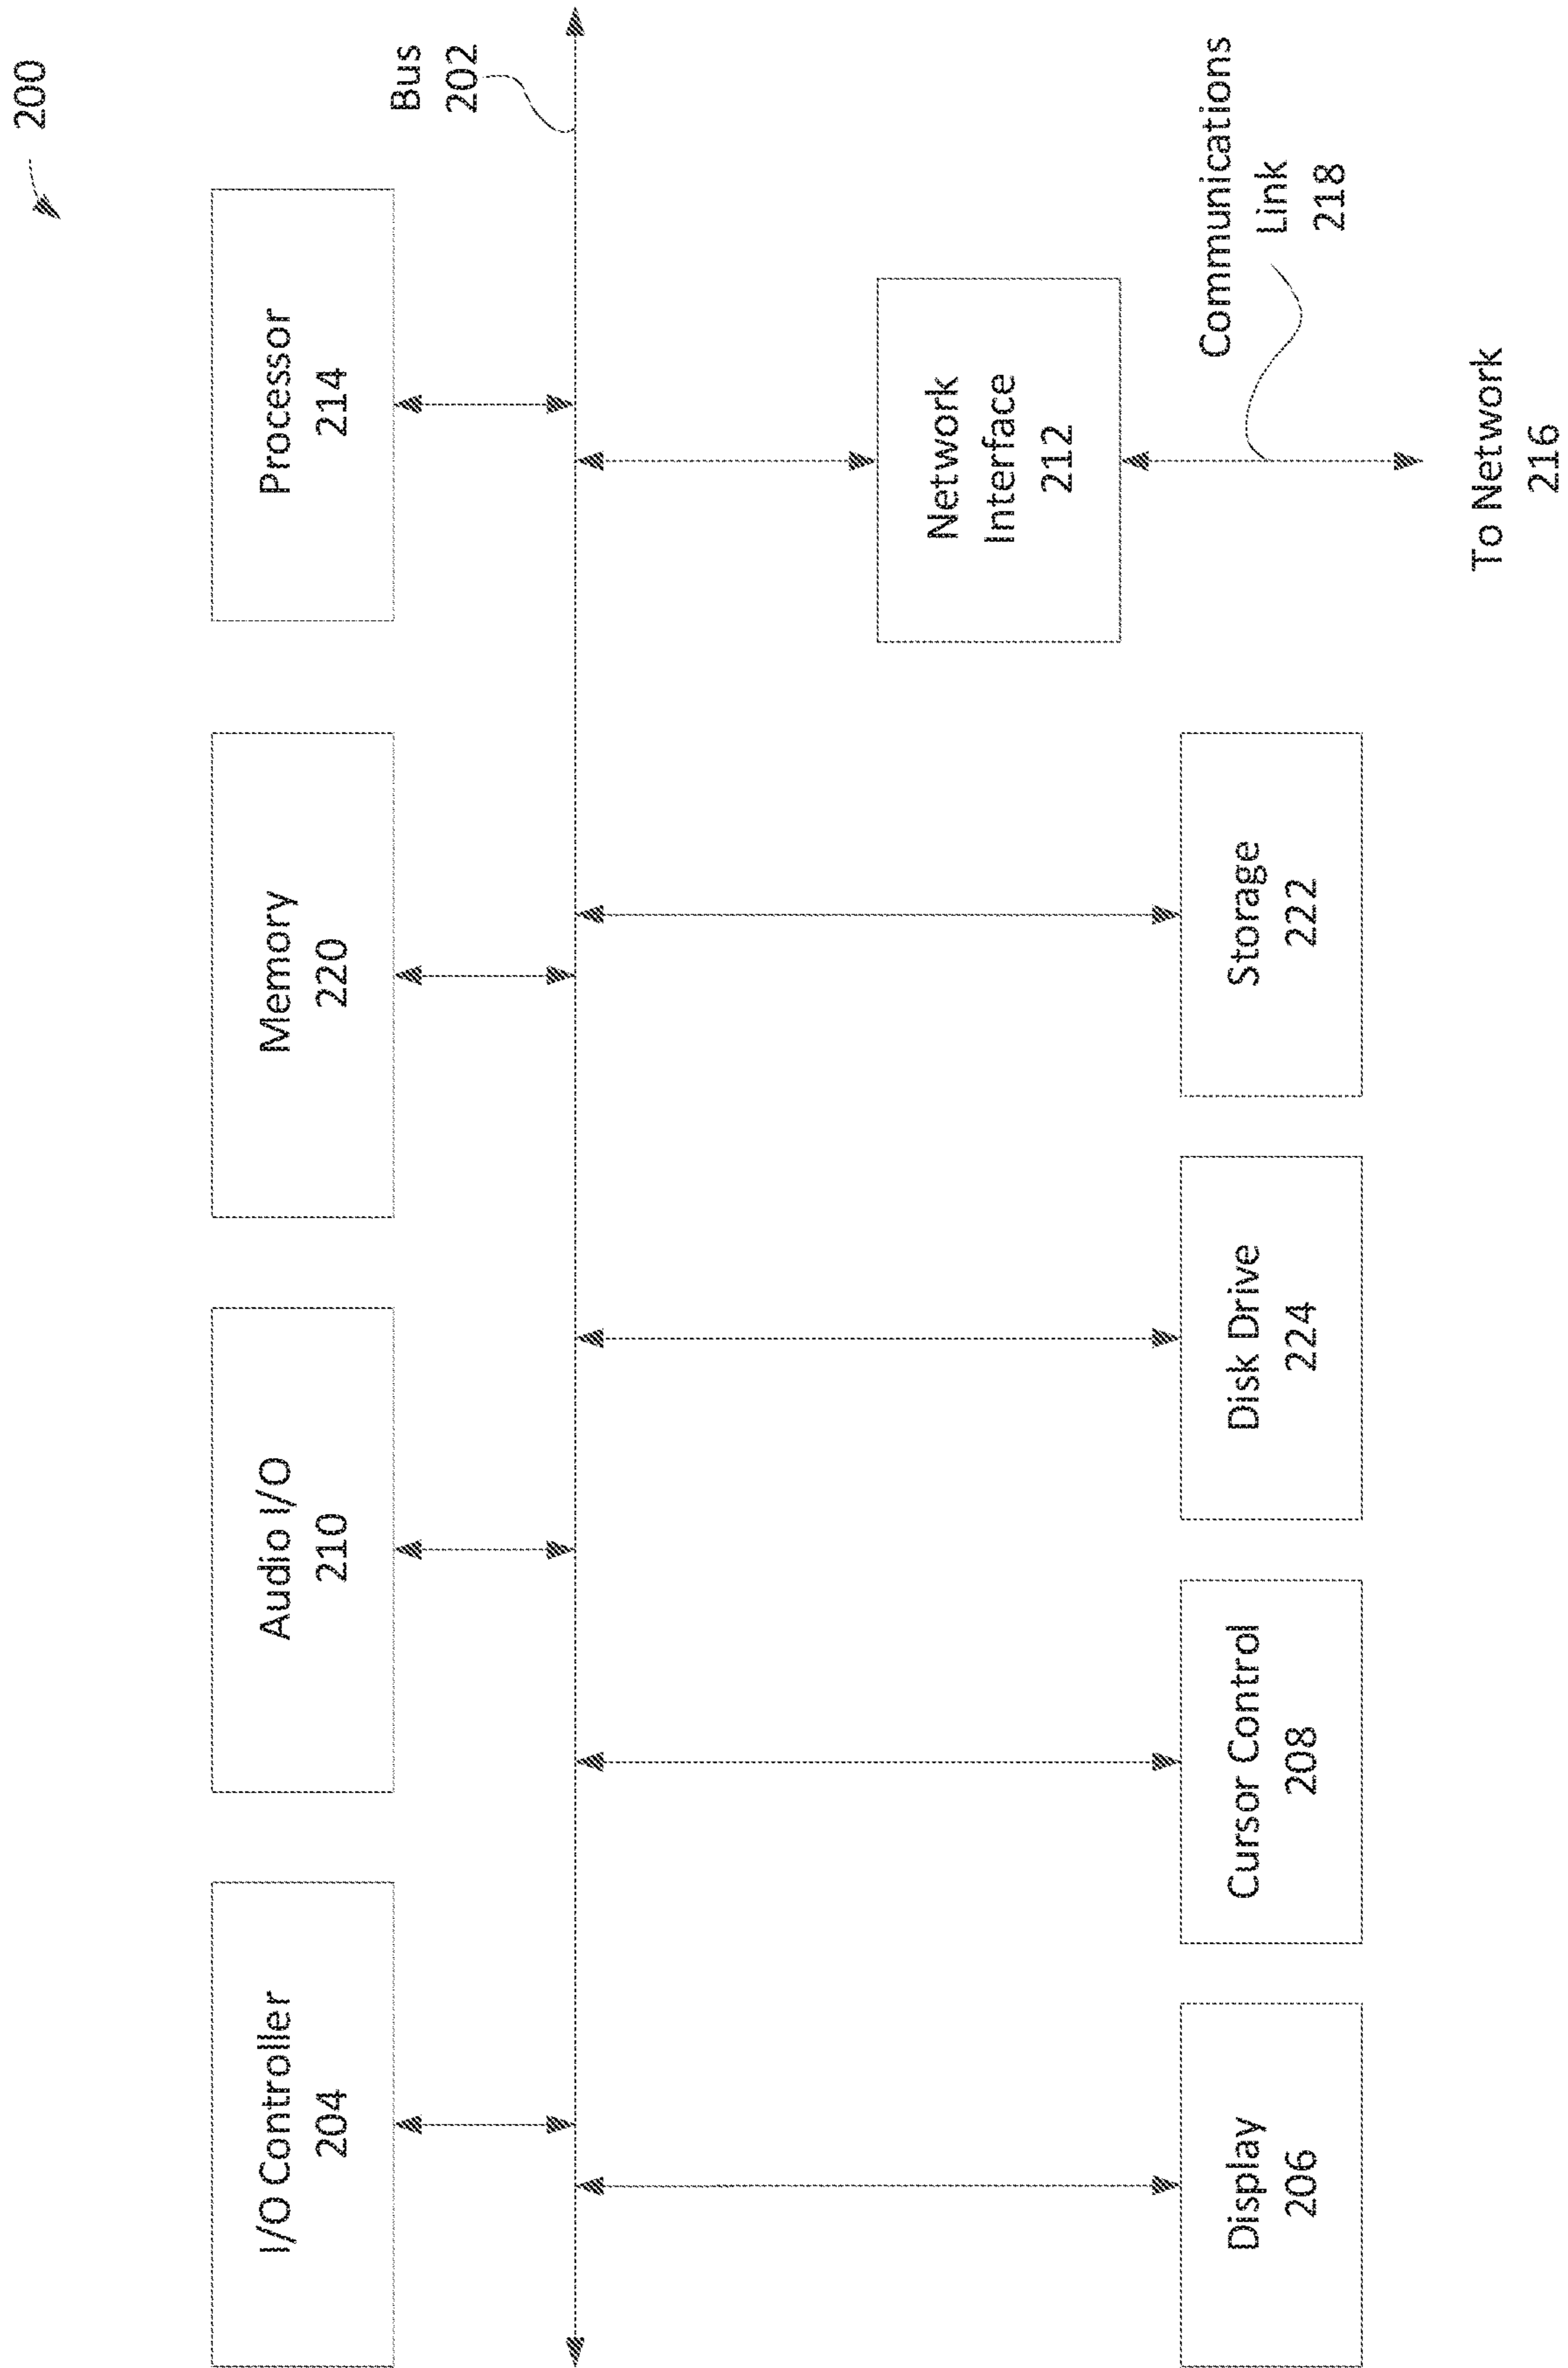 200
I/O Controller
204
Audio I/O
210
Memory
220
Processor
214
Bus
202
Display
206
Cursor Control
208
Disk Drive
224
Storage
222
Network
Interface
212
Communications
Link
218
To Network
216